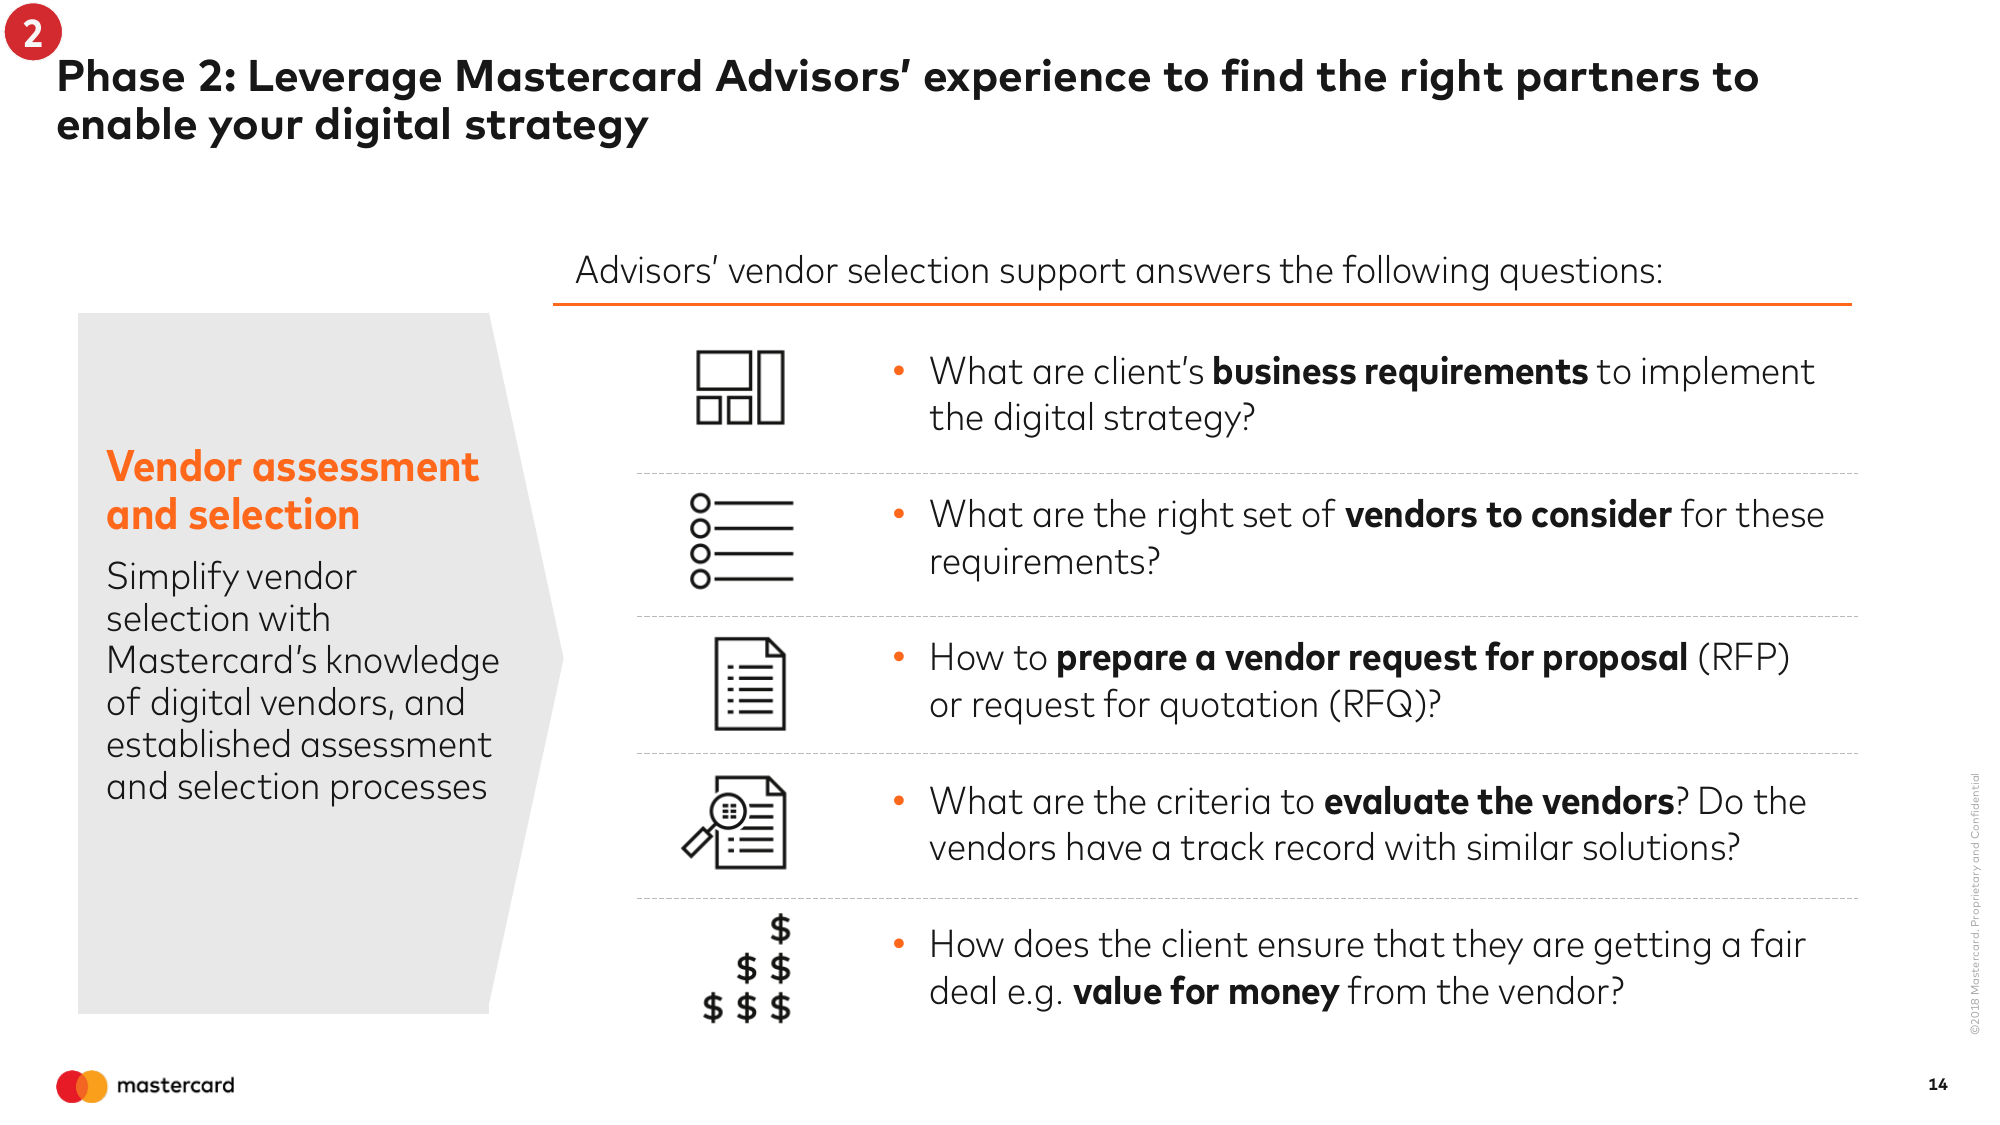 2
Phase 2: Leverage Mastercard Advisors’ experience to find the right partners to
enable your digital strategy
Advisors’ vendor selection support answers the following questions:
Vendor assessment
and selection
Simplify vendor
selection with
Mastercard’s knowledge
of digital vendors, and
established assessment
and selection processes
• What are client’s business requirements to implement
the digital strategy?
• What are the right set of vendors to consider for these
requirements?
• How to prepare a vendor request for proposal (RFP)
or request for quotation (RFQ)?
• What are the criteria to evaluate the vendors? Do the
vendors have a track record with similar solutions?
$
$ $
$ $ $
• How does the client ensure that they are getting a fair
deal e.g. value for money from the vendor?
©2018 Mastercard. Proprietary and Confidential
mastercard
14